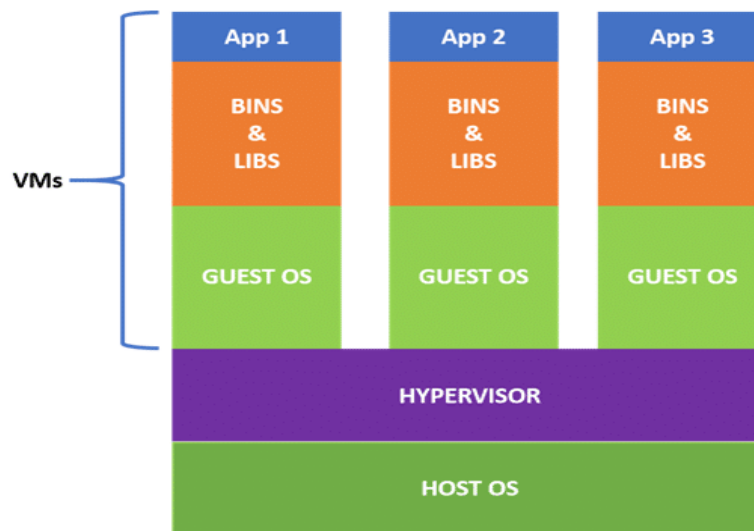 App 1
App 2
App 3
BINS
&
LIBS
BINS
&
LIBS
BINS
&
LIBS
VMs
GUEST OS
GUEST OS
GUEST OS
HYPERVISOR
HOST OS